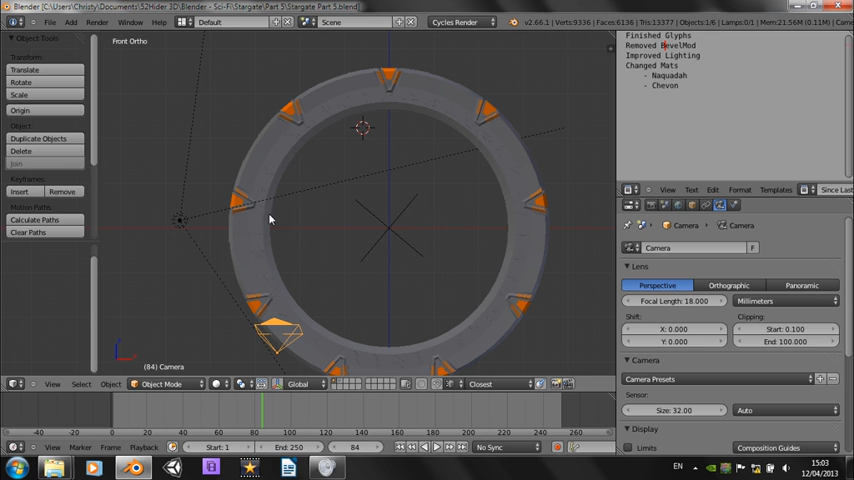 Blender [C:\Users\Christy\Documents\52Hider 3D\Blender - Sci-Fi\Stargate\Part 5\Stargate Part 5.blend]
File Add Render Window Help
Default
Scene
Cycles Render
v2.66.1 | Verts:9336 | Faces:6136 | Tris:13377 | Objects:1/6 | Lamps:0/1 | Mem:21.56M (0.11M) | Camera
Object Tools
Transform:
Translate
Rotate
Scale
Origin
Object:
Duplicate Objects
Delete
Join
Keyframes:
Insert Remove
Motion Paths:
Calculate Paths
Clear Paths
Front Ortho
(84) Camera
Finished Glyphs
Removed BevelMod
Improved Lighting
Changed Mats
- Naquadah
- Chevon
View Text Edit Format Templates Since Last
Camera Camera
Camera F
Lens
Perspective Orthographic Panoramic
Focal Length: 18.000 Millimeters
Shift: Clipping:
X: 0.000 Start: 0.100
Y: 0.000 End: 100.000
Camera
Camera Presets
Sensor:
Size: 32.00 Auto
Display
Limits Composition Guides
View Select Object Object Mode Global Closest
-40 -20 0 20 40 60 80 100 120 140 160 180 200 220 240 260
View Marker Frame Playback Start: 1 End: 250 84 No Sync
EN
15:03
12/04/2013